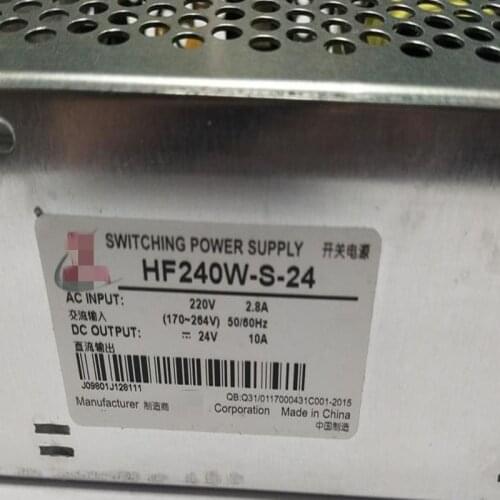 SWITCHING POWER SUPPLY 开关电源
HF240W-S-24
AC INPUT: 220V 2.8A
交流输入 (170~264V) 50/60Hz
DC OUTPUT: ⎓ 24V 10A
直流输出
J09601J128111
QB:Q31/0117000431C001-2015
Manufacturer 制造商 Corporation Made in China
中国制造